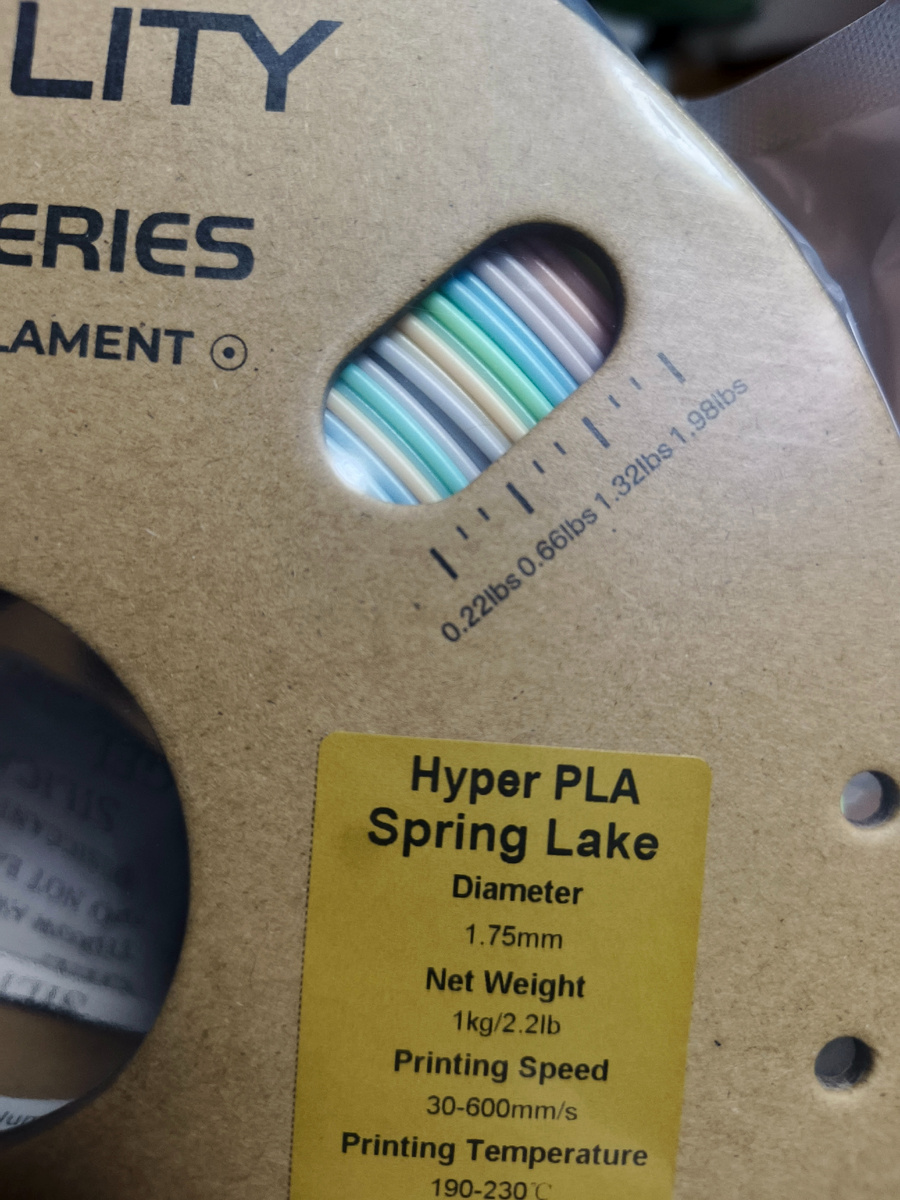 LITY
ERIES
LAMENT
0.22lbs 0.66lbs 1.32lbs 1.98lbs
Hyper PLA
Spring Lake
Diameter
1.75mm
Net Weight
1kg/2.2lb
Printing Speed
30-600mm/s
Printing Temperature
190-230℃